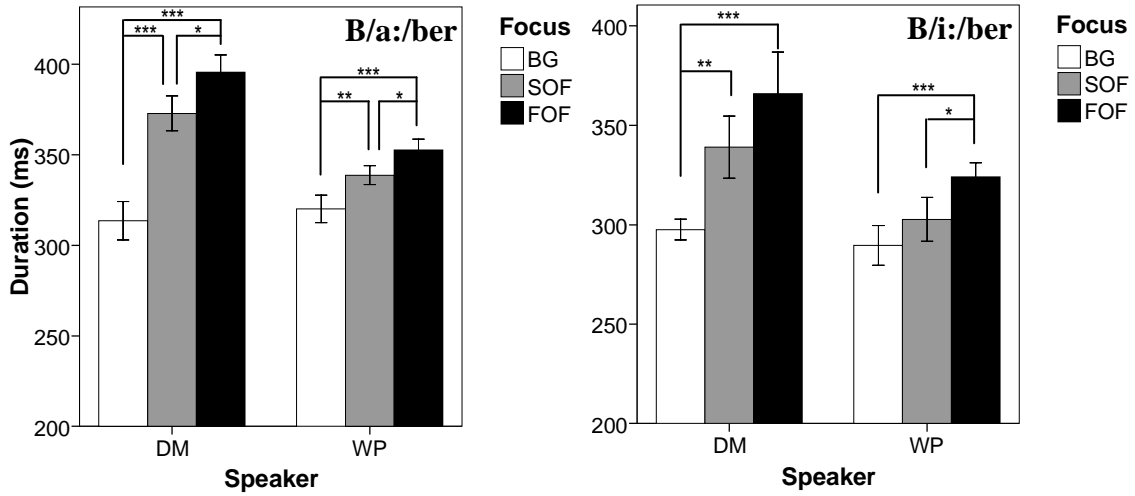 B/a:/ber
Focus
BG
SOF
FOF
***
***
*
***
**
*
Duration (ms)
400
350
300
250
200
DM
WP
Speaker
B/i:/ber
Focus
BG
SOF
FOF
***
**
***
*
400
350
300
250
200
DM
WP
Speaker